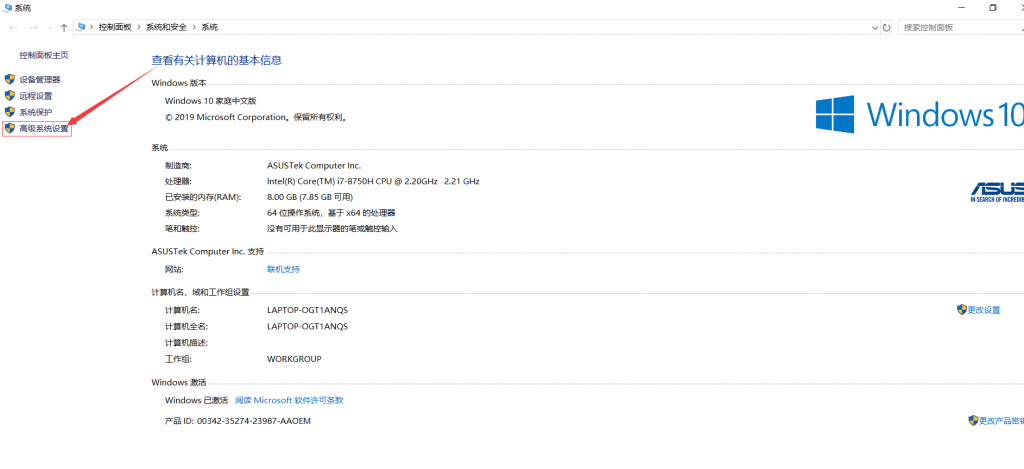 系统
控制面板 > 系统和安全 > 系统
搜索控制面板
控制面板主页
设备管理器
远程设置
系统保护
高级系统设置
查看有关计算机的基本信息
Windows 版本
Windows 10 家庭中文版
© 2019 Microsoft Corporation。保留所有权利。
Windows 10
系统
制造商: ASUSTek Computer Inc.
处理器: Intel(R) Core(TM) i7-8750H CPU @ 2.20GHz 2.21 GHz
已安装的内存(RAM): 8.00 GB (7.85 GB 可用)
系统类型: 64 位操作系统，基于 x64 的处理器
笔和触控: 没有可用于此显示器的笔或触控输入
ASUS
IN SEARCH OF INCREDIB
ASUSTek Computer Inc. 支持
网站: 联机支持
计算机名、域和工作组设置
计算机名: LAPTOP-OGT1ANQS
更改设置
计算机全名: LAPTOP-OGT1ANQS
计算机描述:
工作组: WORKGROUP
Windows 激活
Windows 已激活 阅读 Microsoft 软件许可条款
产品 ID: 00342-35274-23987-AAOEM
更改产品密钥